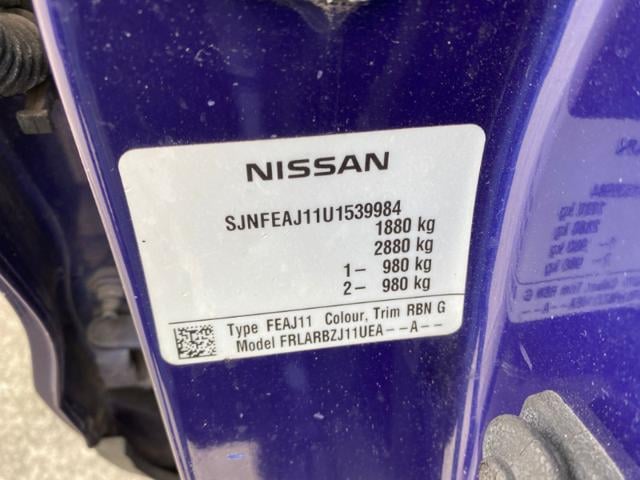 NISSAN
SJNFEAJ11U1539984
1880 kg
2880 kg
1– 980 kg
2– 980 kg
Type FEAJ11 Colour, Trim RBN G
Model FRLARBZJ11UEA--A--